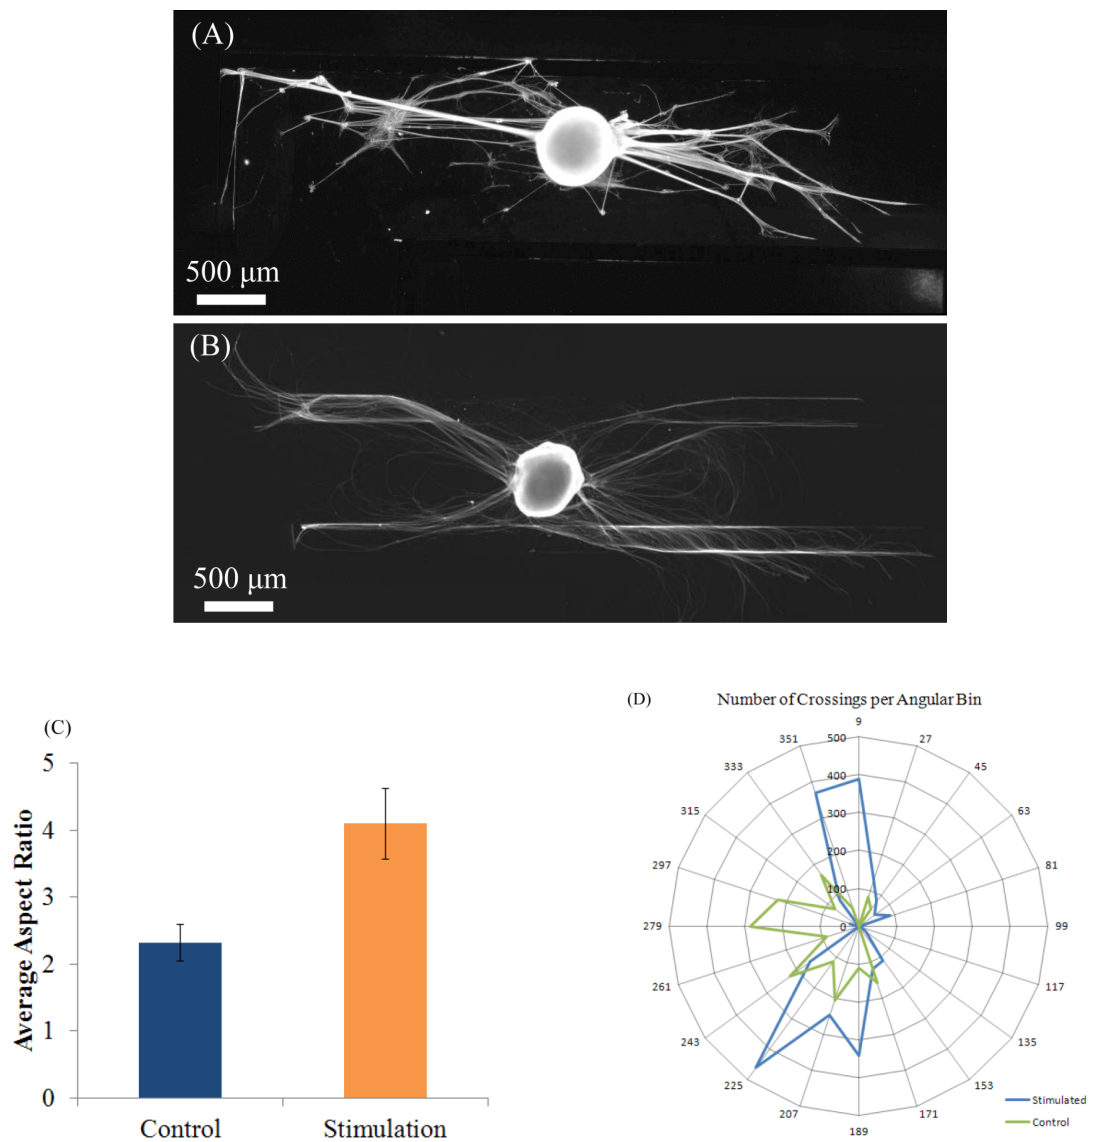 (A)
500 μm
(B)
500 μm
(C)
Average Aspect Ratio
5
4
3
2
1
0
Control
Stimulation
(D)
Number of Crossings per Angular Bin
9
27
45
63
81
99
117
135
153
171
189
207
225
243
261
279
297
315
333
351
500
400
300
200
100
0
Stimulated
Control